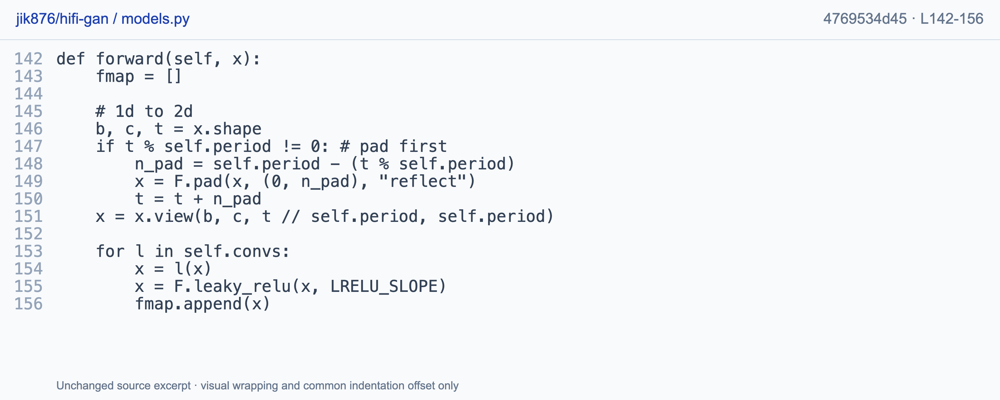 jik876/hifi-gan / models.py
4769534d45 · L142-156
142 def forward(self, x):
143     fmap = []
144
145     # 1d to 2d
146     b, c, t = x.shape
147     if t % self.period != 0: # pad first
148         n_pad = self.period - (t % self.period)
149         x = F.pad(x, (0, n_pad), "reflect")
150         t = t + n_pad
151     x = x.view(b, c, t // self.period, self.period)
152
153     for l in self.convs:
154         x = l(x)
155         x = F.leaky_relu(x, LRELU_SLOPE)
156         fmap.append(x)
Unchanged source excerpt · visual wrapping and common indentation offset only